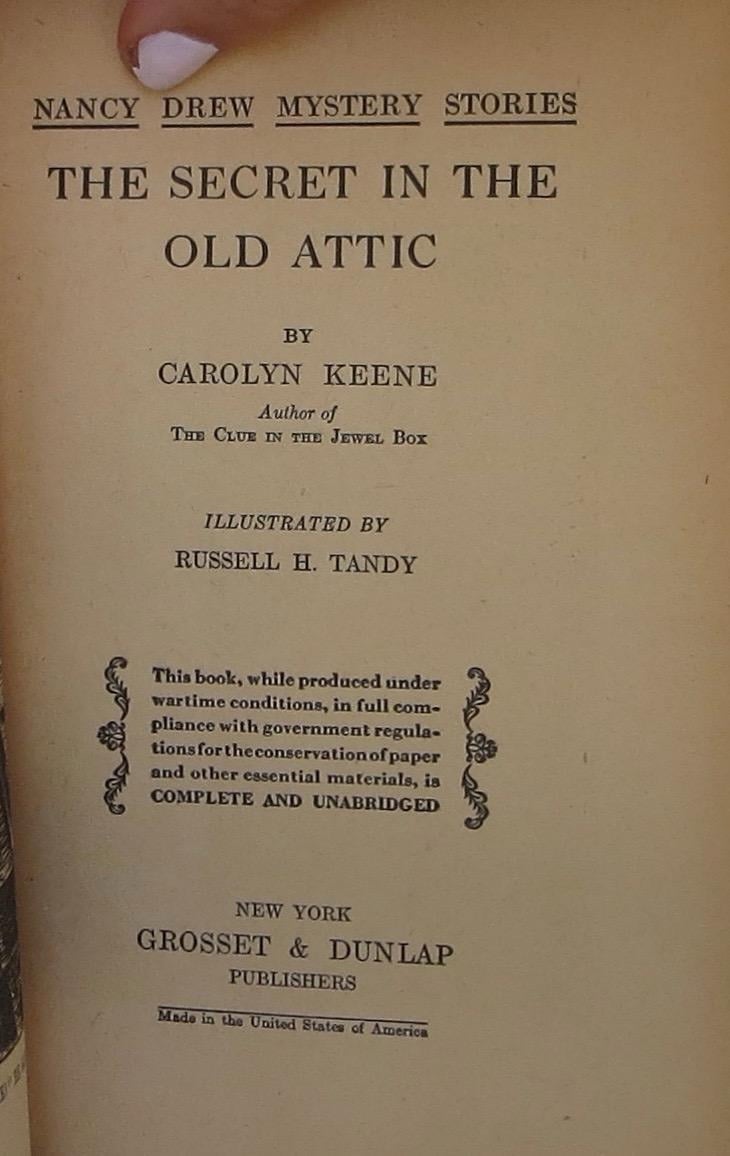 NANCY DREW MYSTERY STORIES
THE SECRET IN THE
OLD ATTIC
BY
CAROLYN KEENE
Author of
THE CLUE IN THE JEWEL BOX
ILLUSTRATED BY
RUSSELL H. TANDY
This book, while produced under
wartime conditions, in full com-
pliance with government regula-
tions for the conservation of paper
and other essential materials, is
COMPLETE AND UNABRIDGED
NEW YORK
GROSSET & DUNLAP
PUBLISHERS
Made in the United States of America